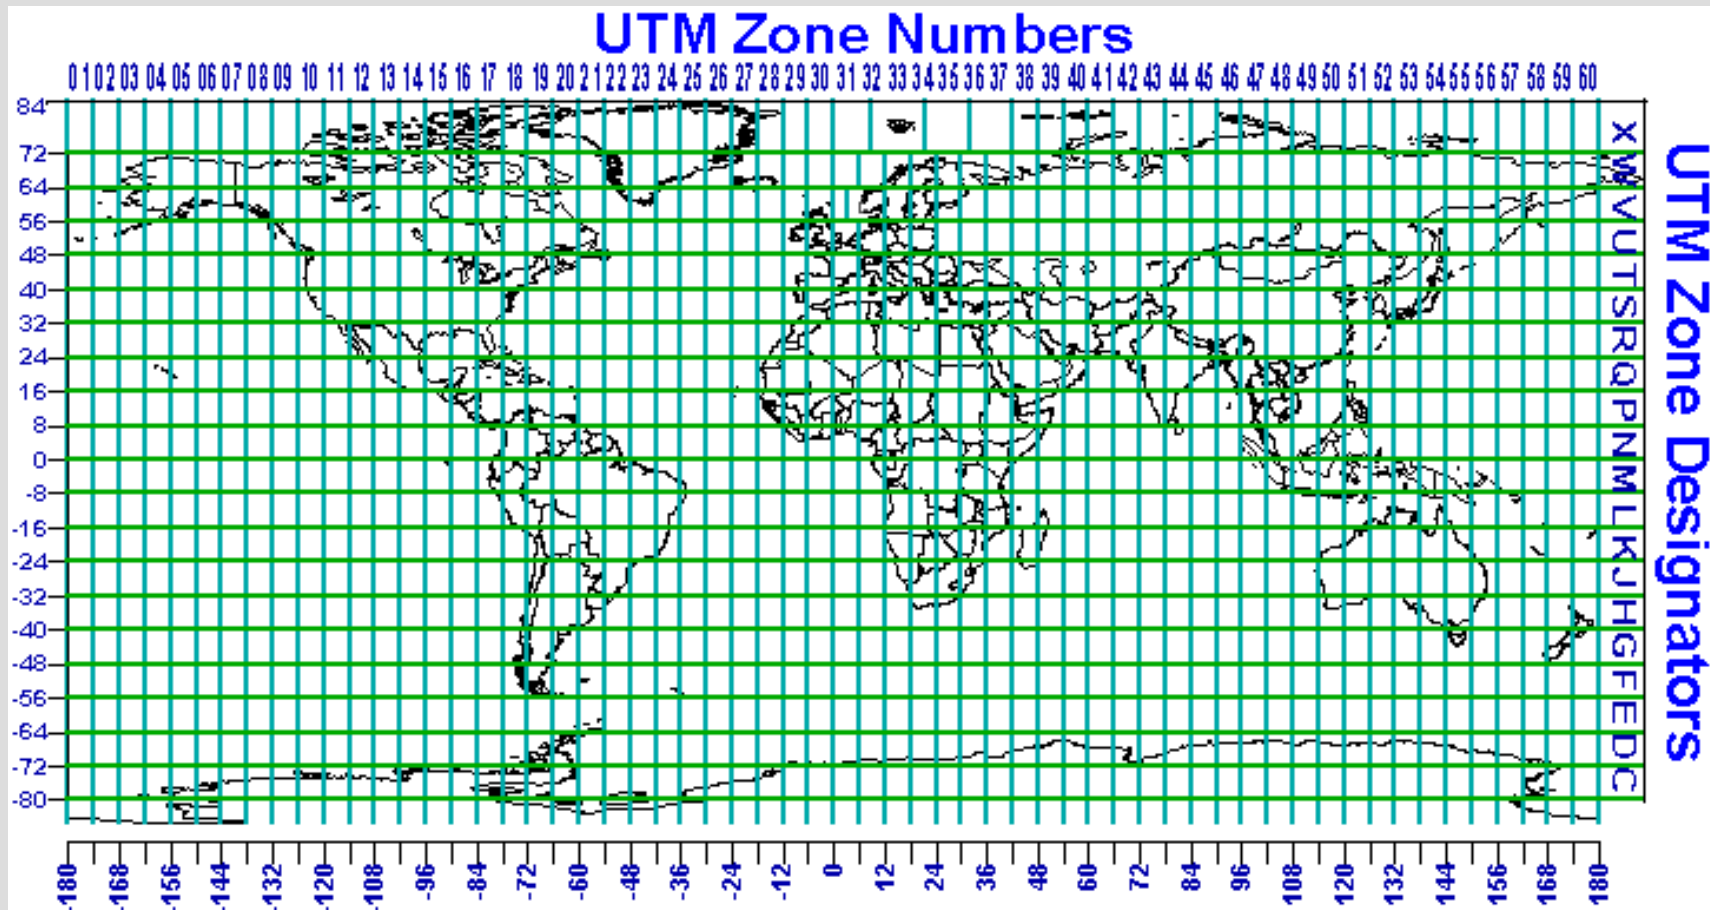 UTM Zone Numbers
01 02 03 04 05 06 07 08 09 10 11 12 13 14 15 16 17 18 19 20 21 22 23 24 25 26 27 28 29 30 31 32 33 34 35 36 37 38 39 40 41 42 43 44 45 46 47 48 49 50 51 52 53 54 55 56 57 58 59 60
84
72
64
56
48
40
32
24
16
8
0
-8
-16
-24
-32
-40
-48
-56
-64
-72
-80
X
W
V
U
T
S
R
Q
P
N
M
L
K
J
H
G
F
E
D
C
UTM Zone Designators
-180 -168 -156 -144 -132 -120 -108 -96 -84 -72 -60 -48 -36 -24 -12 0 12 24 36 48 60 72 84 96 108 120 132 144 156 168 180